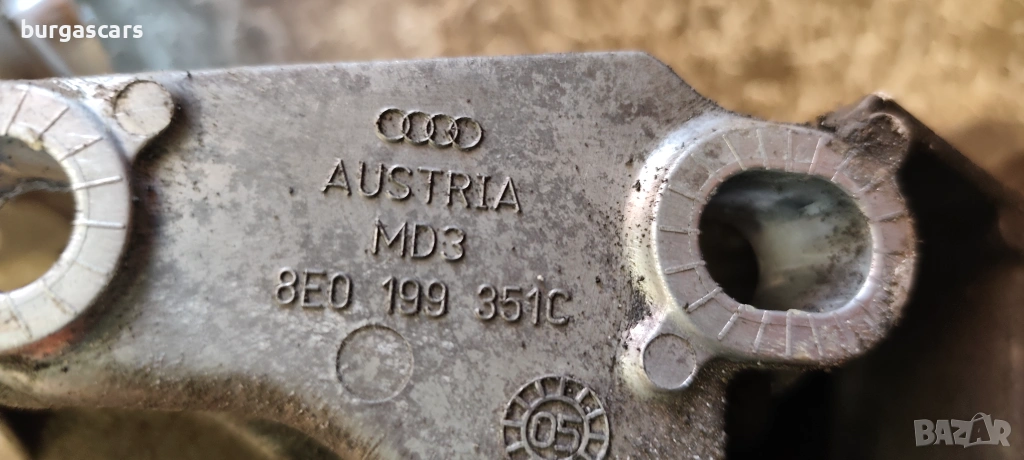 burgascars
AUSTRIA
MD3
8E0 199 351C
05
BAZAR